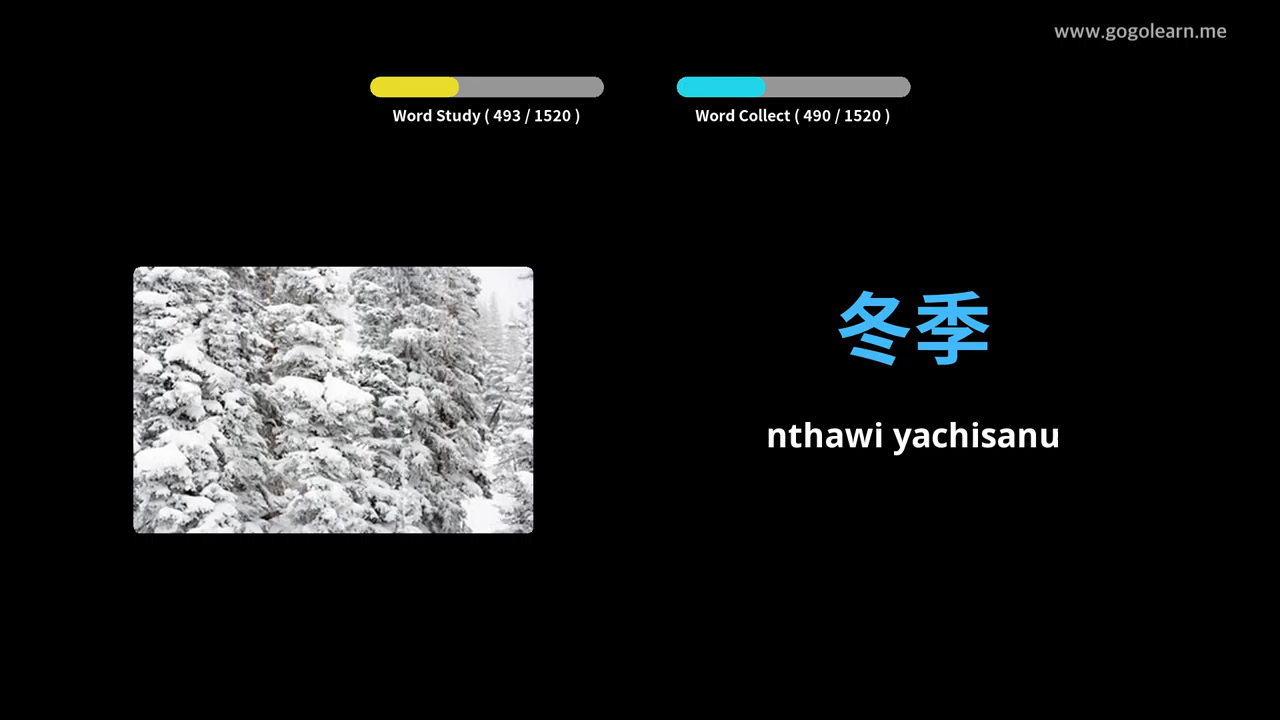 www.gogolearn.me
Word Study ( 493 / 1520 )
Word Collect ( 490 / 1520 )
冬季
nthawi yachisanu